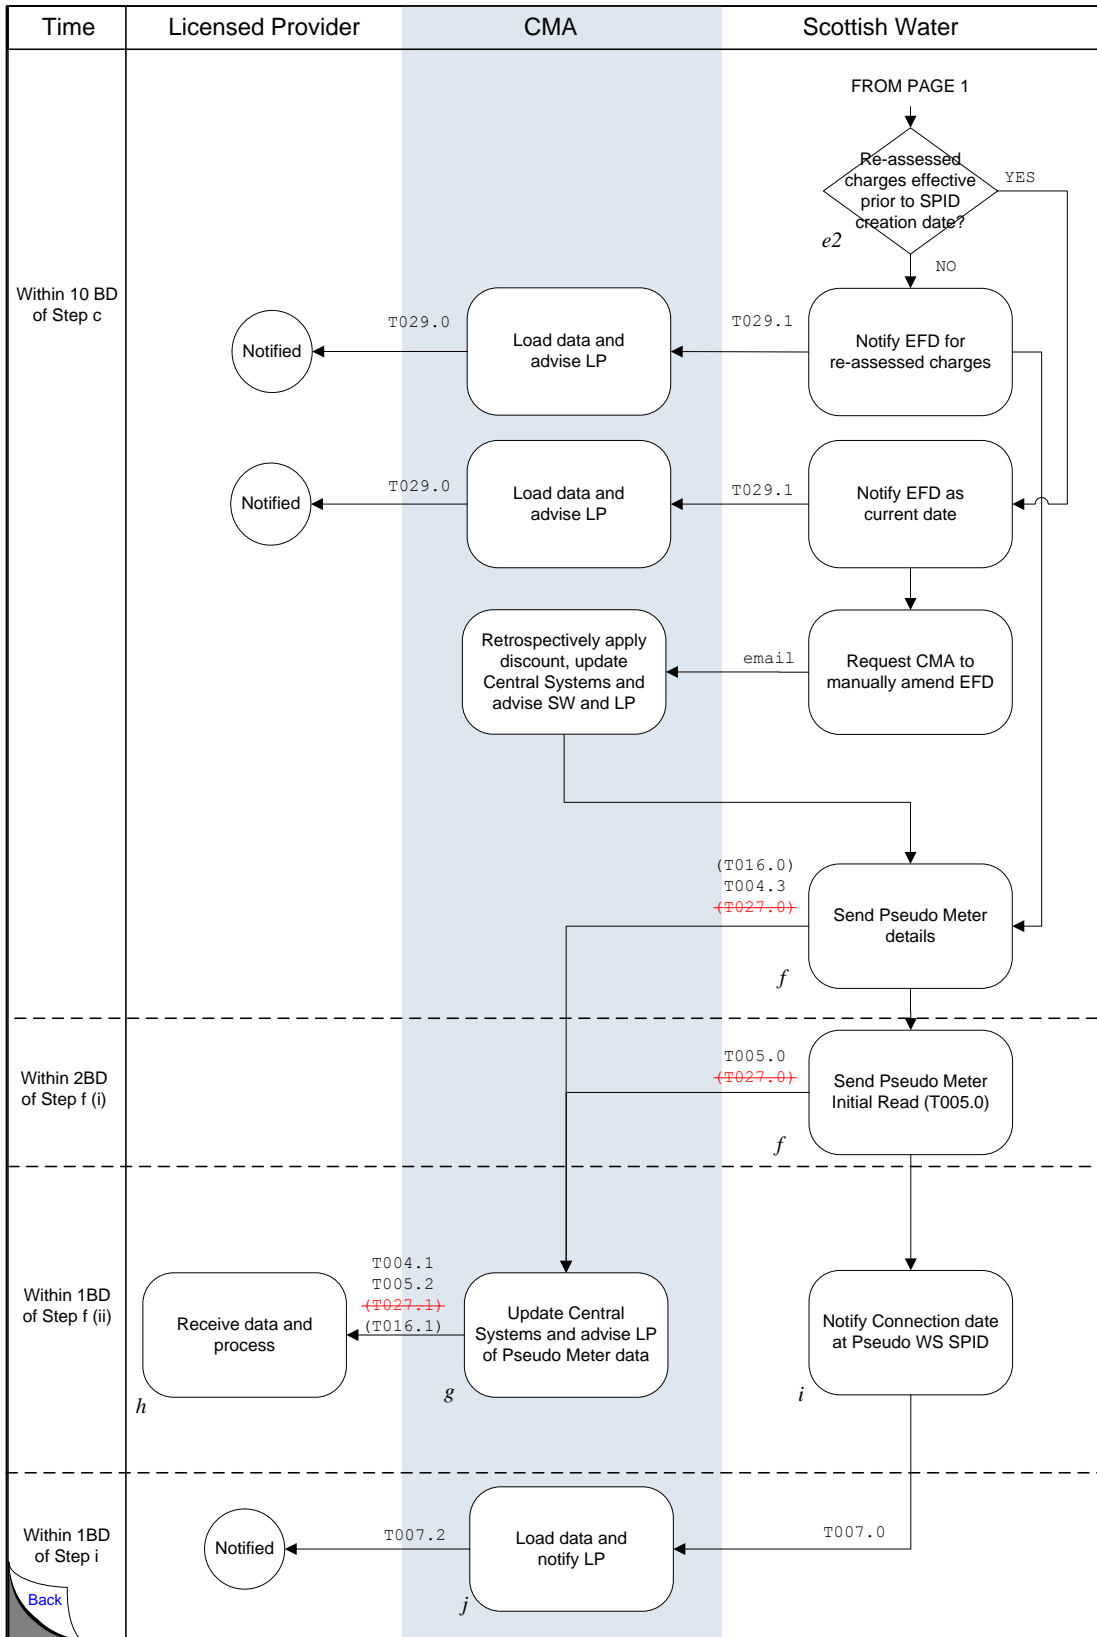 Time
Licensed Provider
CMA
Scottish Water
FROM PAGE 1
Re-assessed
charges effective
prior to SPID
creation date?
YES
e2
NO
Within 10 BD
of Step c
Notified
T029.0
Load data and
advise LP
T029.1
Notify EFD for
re-assessed charges
Notified
T029.0
Load data and
advise LP
T029.1
Notify EFD as
current date
Retrospectively apply
discount, update
Central Systems and
advise SW and LP
email
Request CMA to
manually amend EFD
(T016.0)
T004.3
(T027.0)
Send Pseudo Meter
details
f
Within 2BD
of Step f (i)
T005.0
(T027.0)
Send Pseudo Meter
Initial Read (T005.0)
f
Within 1BD
of Step f (ii)
Receive data and
process
h
T004.1
T005.2
(T027.1)
(T016.1)
Update Central
Systems and advise LP
of Pseudo Meter data
g
Notify Connection date
at Pseudo WS SPID
i
Within 1BD
of Step i
Notified
T007.2
Load data and
notify LP
j
T007.0
Back